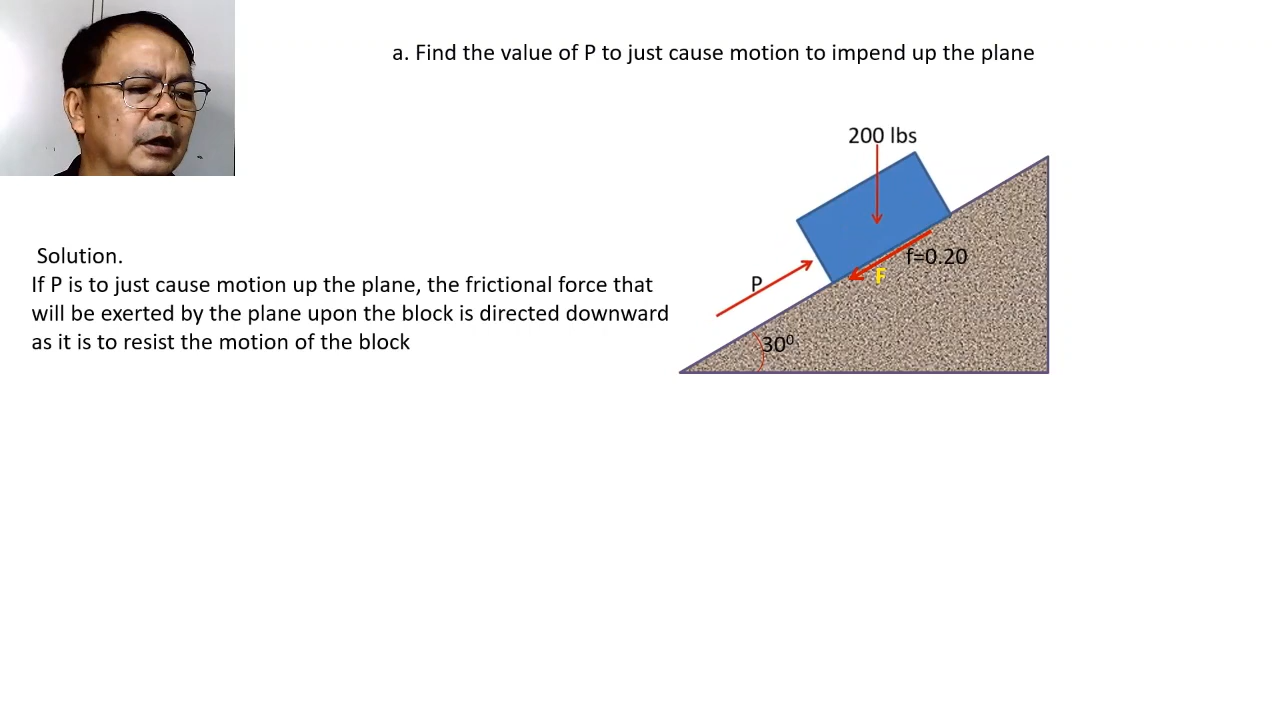 a. Find the value of P to just cause motion to impend up the plane
200 lbs
Solution.
If P is to just cause motion up the plane, the frictional force that
will be exerted by the plane upon the block is directed downward
as it is to resist the motion of the block
f=0.20
F
P
30⁰